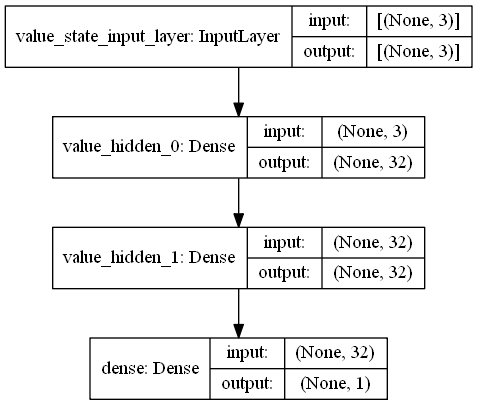 value_state_input_layer: InputLayer
input:
[(None, 3)]
output:
[(None, 3)]
value_hidden_0: Dense
input:
(None, 3)
output:
(None, 32)
value_hidden_1: Dense
input:
(None, 32)
output:
(None, 32)
dense: Dense
input:
(None, 32)
output:
(None, 1)